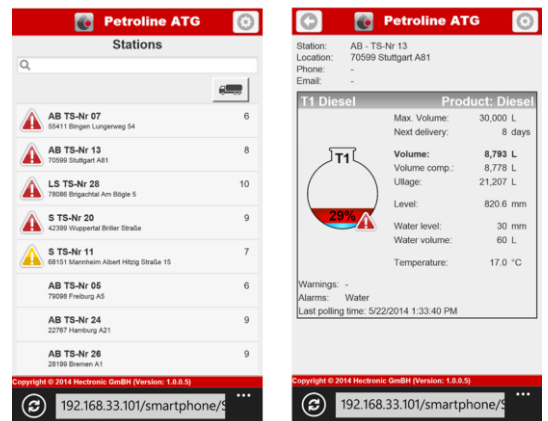 Petroline ATG
Stations
AB TS-Nr 07 6
55411 Bingen Lungerweg 54
AB TS-Nr 13 8
70599 Stuttgart A81
LS TS-Nr 28 10
78086 Brigachtal Am Bögle 5
S TS-Nr 20 9
42399 Wuppertal Briller Straße
S TS-Nr 11 7
68151 Mannheim Albert Hitzig Straße 15
AB TS-Nr 05 6
79098 Freiburg A5
AB TS-Nr 24 9
22767 Hamburg A21
AB TS-Nr 26 9
28199 Bremen A1
Copyright © 2014 Hectronic GmBH (Version: 1.0.0.5)
192.168.33.101/smartphone/S
Petroline ATG
Station: AB - TS-Nr 13
Location: 70599 Stuttgart A81
Phone: -
Email: -
T1 Diesel Product: Diesel
Max. Volume: 30,000 L
Next delivery: 8 days
T1
Volume: 8,793 L
Volume comp.: 8,778 L
Ullage: 21,207 L
Level: 820.6 mm
29%
Water level: 30 mm
Water volume: 60 L
Temperature: 17.0 °C
Warnings: -
Alarms: Water
Last polling time: 5/22/2014 1:33:40 PM
Copyright © 2014 Hectronic GmBH (Version: 1.0.0.5)
192.168.33.101/smartphone/S